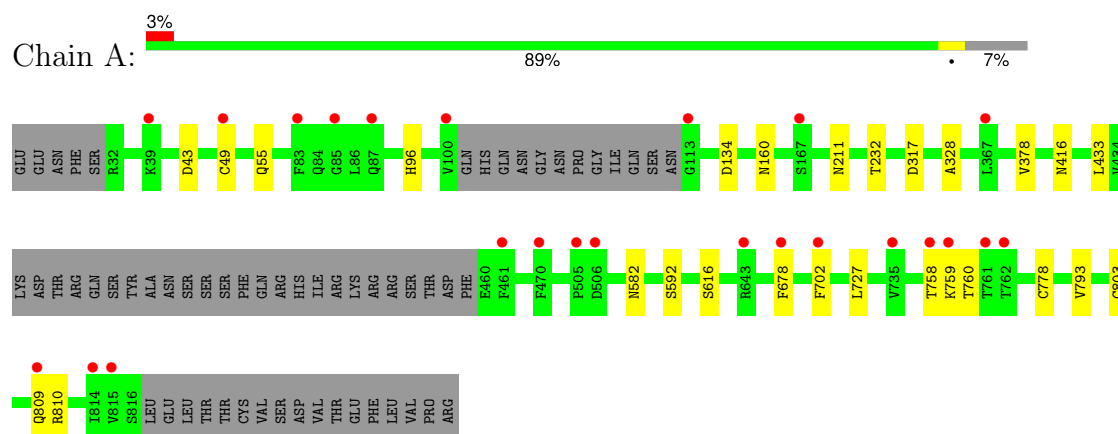 3%
Chain A:
89% • 7%
GLU GLU ASN PHE SER R32 K39 D43 C49 Q55 F83 Q84 G85 L86 Q87 H96 V100 GLN HIS GLN ASN GLY ASN PRO GLY ILE GLN SER ASN G113 D134 N160 S167 N211 T232 D317 A328 L367 V378 N416 L433 V434
LYS ASP THR ARG GLN SER TYR ALA ASN SER SER SER PHE GLN ARG HIS ILE ARG LYS ARG ARG SER THR ASP PHE E460 F461 F470 P505 D506 N582 S592 S616 R643 F678 F702 L727 V735 T758 K759 T760 T761 T762 C778 V793 C803
Q809 R810 I814 V815 S816 LEU GLU LEU LEU THR THR CYS VAL SER ASP VAL THR GLU PHE LEU VAL PRO ARG